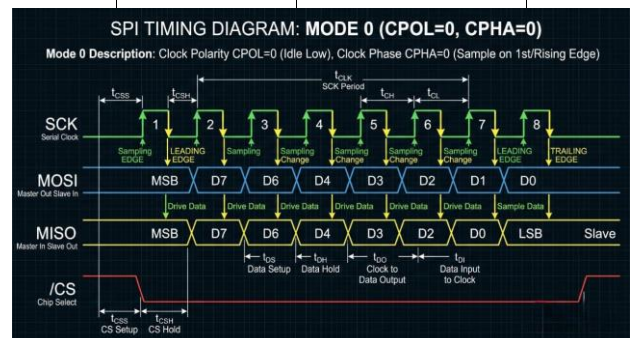 SPI TIMING DIAGRAM: MODE 0 (CPOL=0, CPHA=0)
Mode 0 Description: Clock Polarity CPOL=0 (Idle Low), Clock Phase CPHA=0 (Sample on 1st/Rising Edge)
tCLK
SCK Period
tCSS tCSH tCH tCL
SCK 1 2 3 4 5 6 7 8
Serial Clock
Sampling EDGE LEADING EDGE Sampling Sampling Change Sampling Change Sampling Change Sampling LEADING EDGE TRAILING EDGE
MOSI MSB D7 D6 D4 D3 D2 D1 D0
Master Out Slave In
Drive Data Drive Data Drive Data Drive Data Drive Data Drive Data Sample Data
MISO MSB D7 D6 D4 D3 D2 D0 LSB Slave
Master In Slave Out
tDS Data Setup tDH Data Hold tDO Clock to Data Output tDI Data Input to Clock
/CS
Chip Select
tCSS tCSH
CS Setup CS Hold